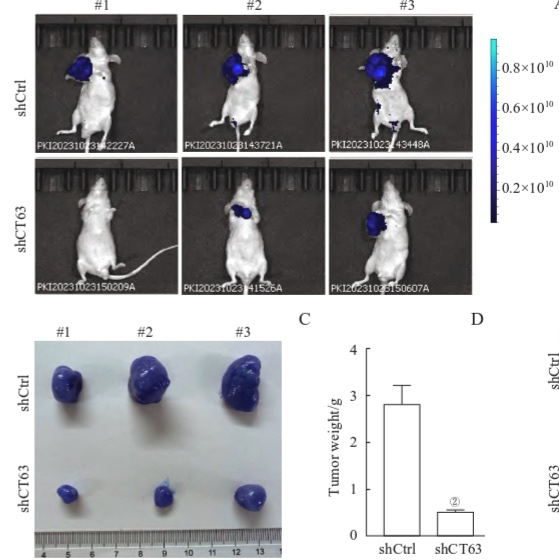 #1 #2 #3
shCtrl
PKI20231023142227A PKI20231023143721A PKI20231023143448A
shCT63
PKI20231023150209A PKI20231023141526A PKI20231023150607A
0.8×10¹⁰
0.6×10¹⁰
0.4×10¹⁰
0.2×10¹⁰
C
#1 #2 #3
shCtrl
shCT63
4 5 6 7 8 9 10 11 12 13
D
Tumor weight/g
4
3
2
1
0
②
shCtrl shCT63
shCtrl
shCT63